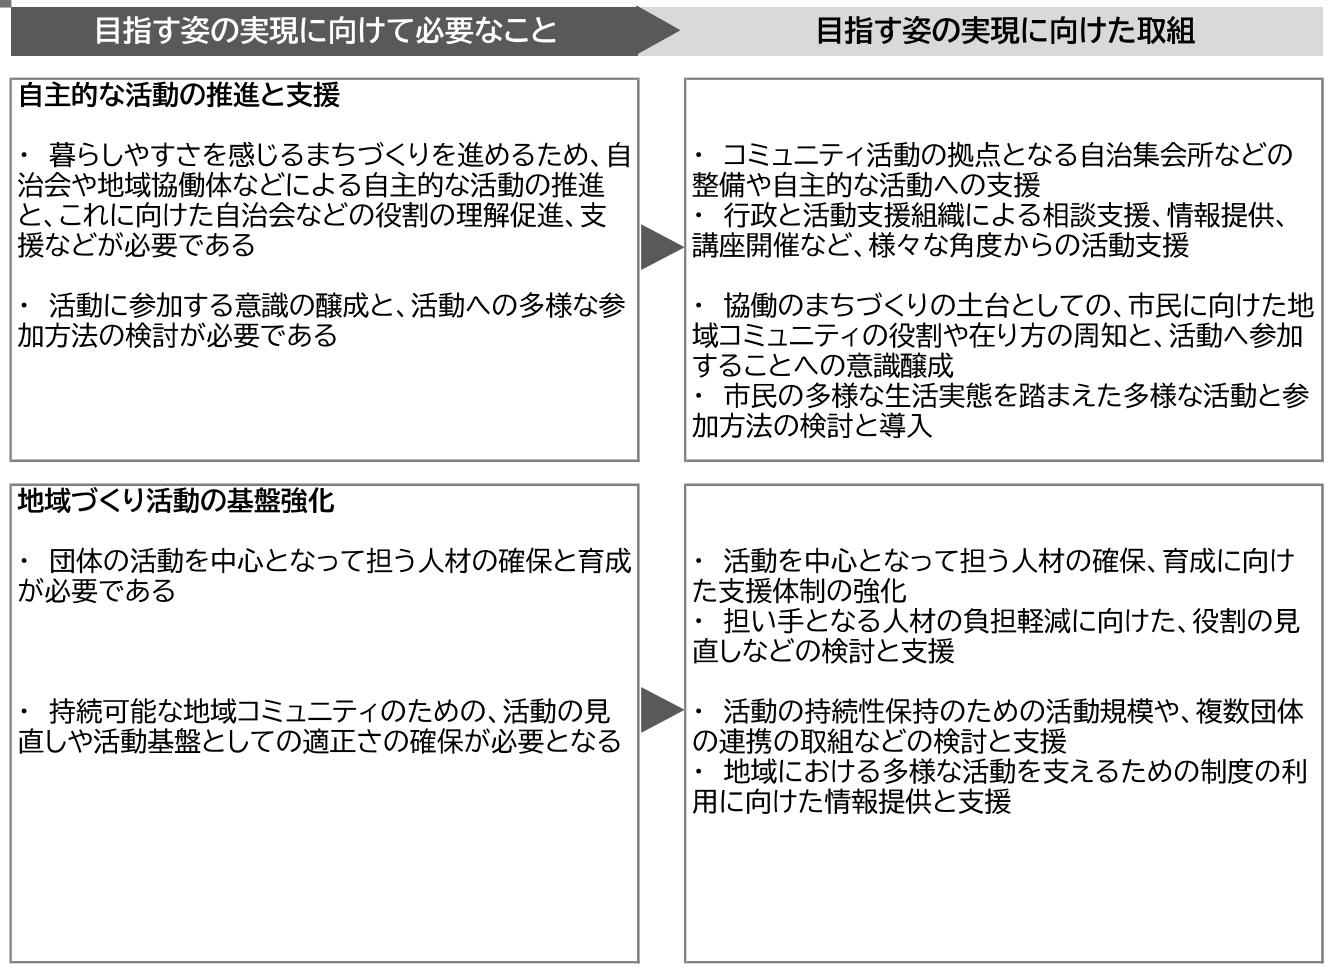 目指す姿の実現に向けて必要なこと
目指す姿の実現に向けた取組
自主的な活動の推進と支援
・ 暮らしやすさを感じるまちづくりを進めるため、自
治会や地域協働体などによる自主的な活動の推進
と、これに向けた自治会などの役割の理解促進、支
援などが必要である
・ 活動に参加する意識の醸成と、活動への多様な参
加方法の検討が必要である
・ コミュニティ活動の拠点となる自治集会所などの
整備や自主的な活動への支援
・ 行政と活動支援組織による相談支援、情報提供、
講座開催など、様々な角度からの活動支援
・ 協働のまちづくりの土台としての、市民に向けた地
域コミュニティの役割や在り方の周知と、活動へ参加
することへの意識醸成
・ 市民の多様な生活実態を踏まえた多様な活動と参
加方法の検討と導入
地域づくり活動の基盤強化
・ 団体の活動を中心となって担う人材の確保と育成
が必要である
・ 持続可能な地域コミュニティのための、活動の見
直しや活動基盤としての適正さの確保が必要となる
・ 活動を中心となって担う人材の確保、育成に向け
た支援体制の強化
・ 担い手となる人材の負担軽減に向けた、役割の見
直しなどの検討と支援
・ 活動の持続性保持のための活動規模や、複数団体
の連携の取組などの検討と支援
・ 地域における多様な活動を支えるための制度の利
用に向けた情報提供と支援